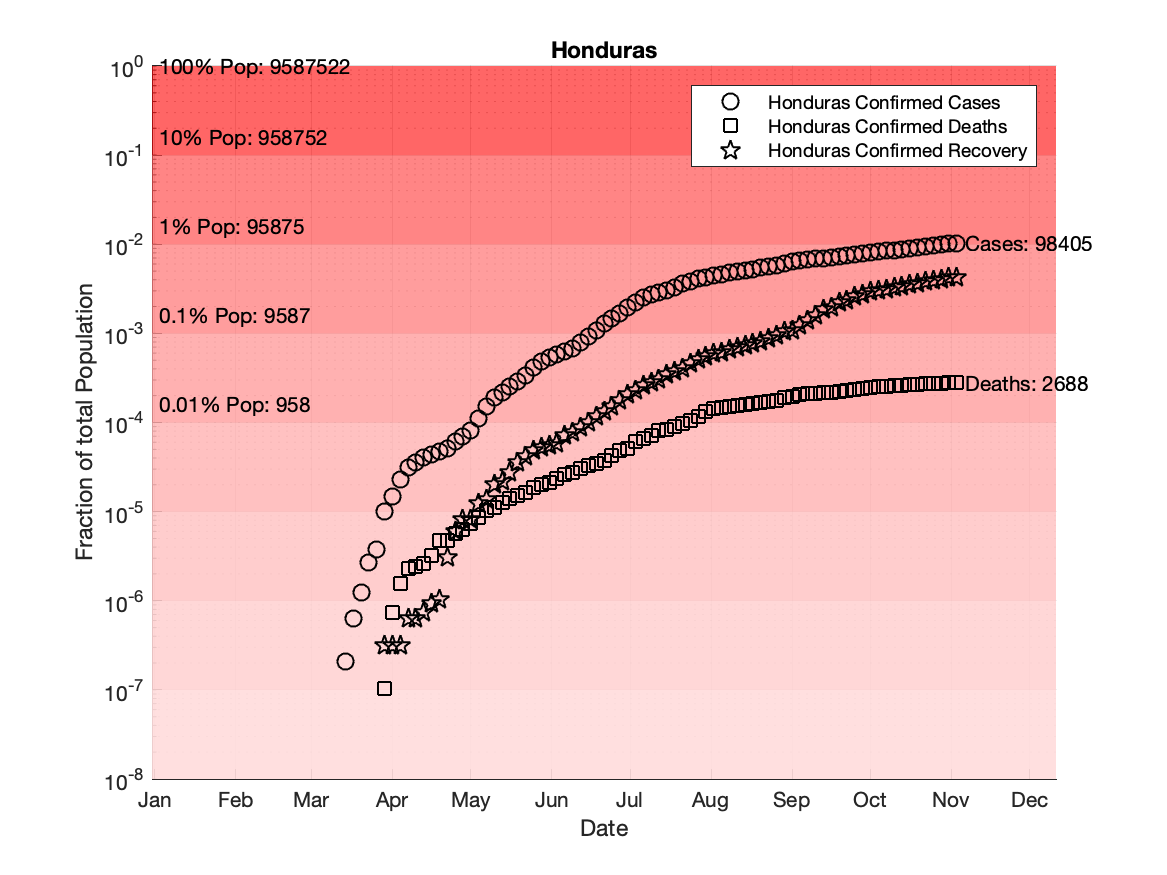 Honduras
10^0
10^-1
10^-2
10^-3
10^-4
10^-5
10^-6
10^-7
10^-8
Fraction of total Population
100% Pop: 9587522
10% Pop: 958752
1% Pop: 95875
0.1% Pop: 9587
0.01% Pop: 958
Honduras Confirmed Cases
Honduras Confirmed Deaths
Honduras Confirmed Recovery
Cases: 98405
Deaths: 2688
Jan Feb Mar Apr May Jun Jul Aug Sep Oct Nov Dec
Date